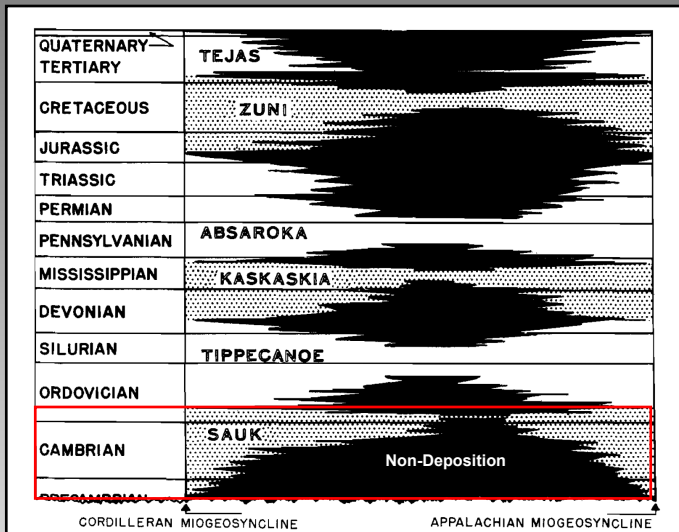 QUATERNARY
TERTIARY
TEJAS
CRETACEOUS
ZUNI
JURASSIC
TRIASSIC
PERMIAN
PENNSYLVANIAN
ABSAROKA
MISSISSIPPIAN
KASKASKIA
DEVONIAN
SILURIAN
TIPPECANOE
ORDOVICIAN
SAUK
CAMBRIAN
Non-Deposition
PRECAMBRIAN
CORDILLERAN MIOGEOSYNCLINE
APPALACHIAN MIOGEOSYNCLINE